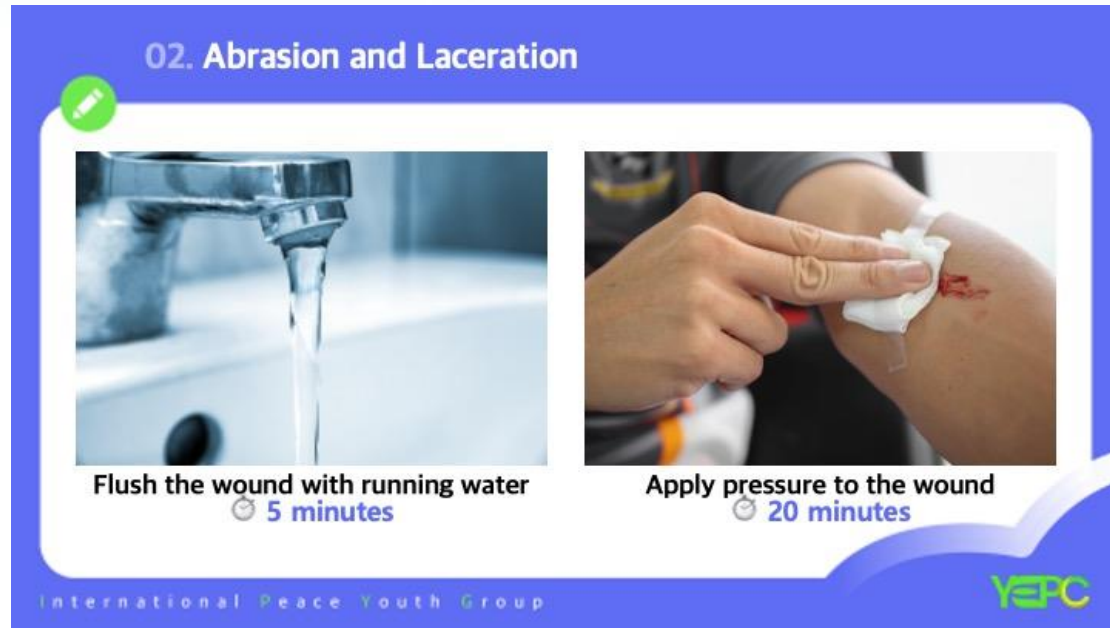 02. Abrasion and Laceration
Flush the wound with running water
5 minutes
Apply pressure to the wound
20 minutes
International Peace Youth Group
YEPC